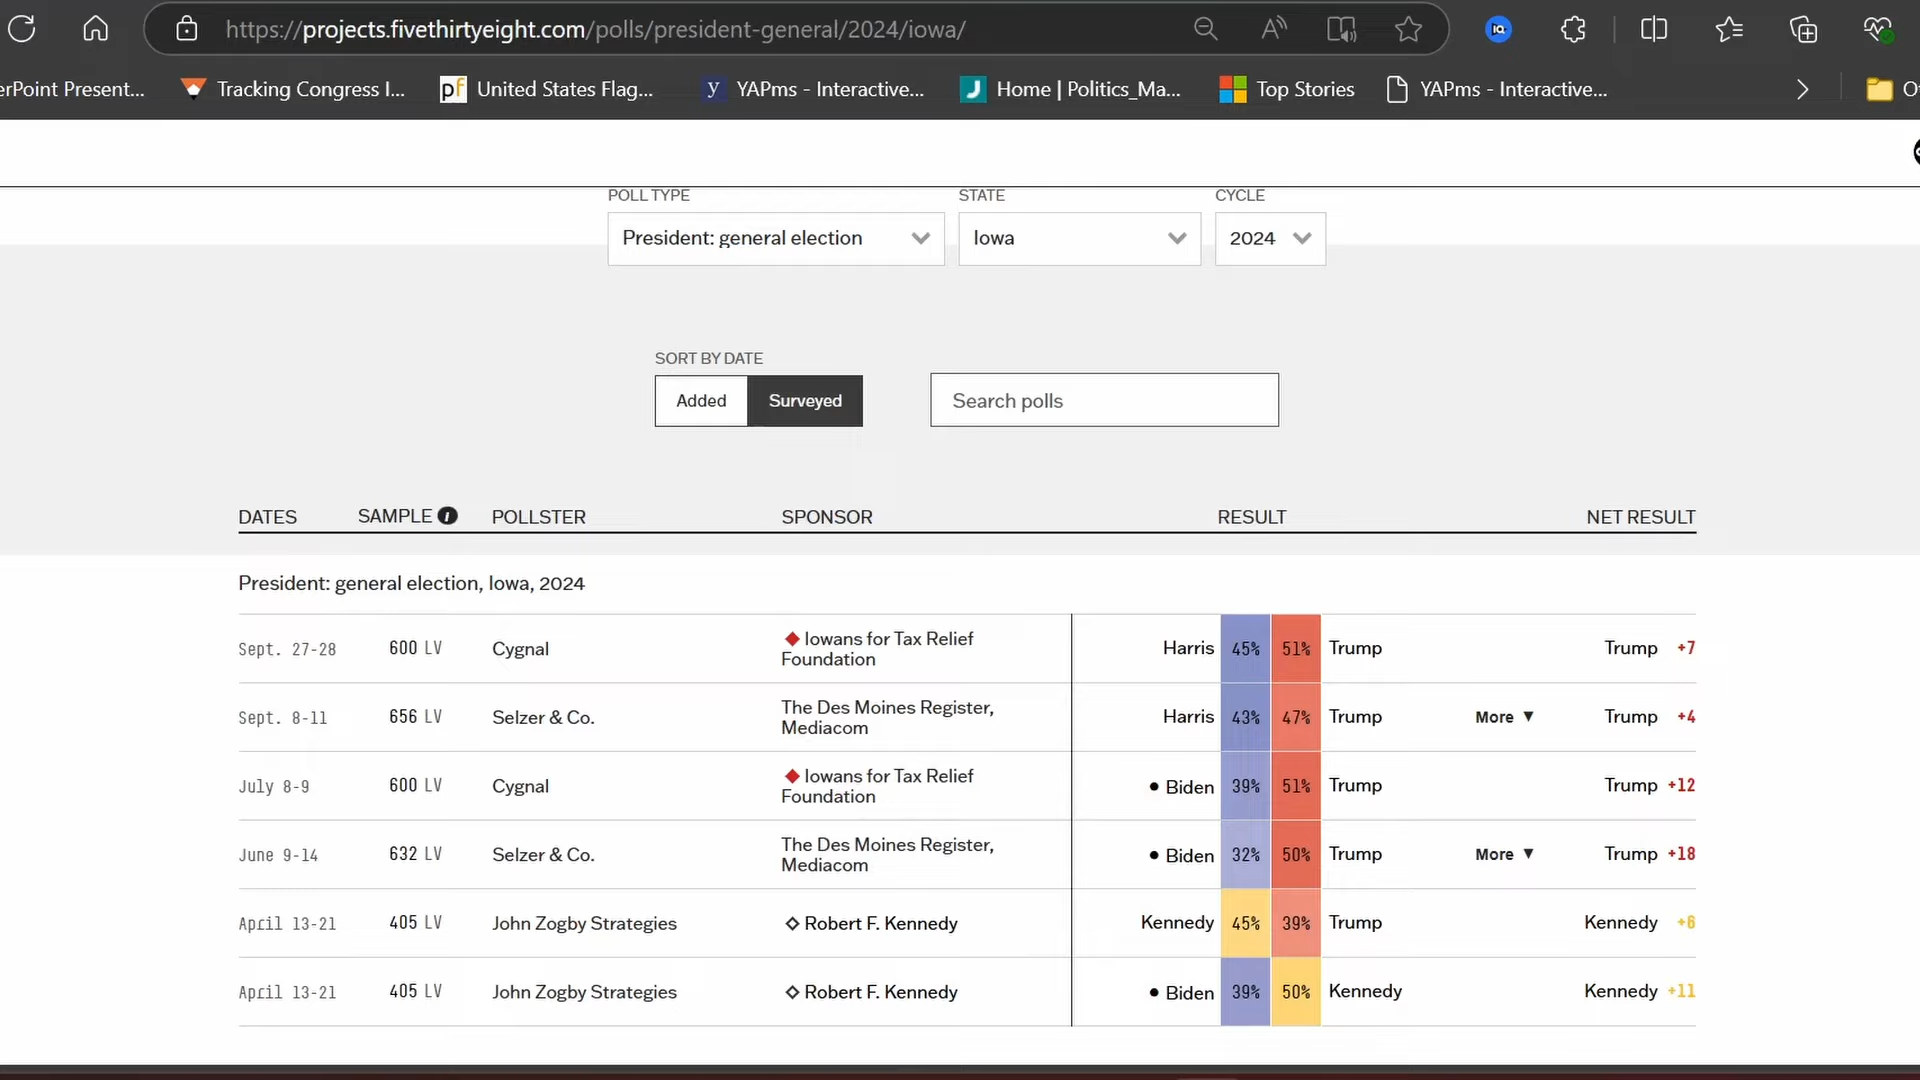 https://projects.fivethirtyeight.com/polls/president-general/2024/iowa/
erPoint Present... Tracking Congress I... pf United States Flag... y YAPms - Interactive... J Home | Politics_Ma... Top Stories YAPms - Interactive...
POLL TYPE STATE CYCLE
President: general election Iowa 2024
SORT BY DATE
Added Surveyed Search polls
DATES SAMPLE i POLLSTER SPONSOR RESULT NET RESULT
President: general election, Iowa, 2024
Sept. 27-28 600 LV Cygnal ◆ Iowans for Tax Relief Foundation Harris 45% 51% Trump Trump +7
Sept. 8-11 656 LV Selzer & Co. The Des Moines Register, Mediacom Harris 43% 47% Trump More ▼ Trump +4
July 8-9 600 LV Cygnal ◆ Iowans for Tax Relief Foundation • Biden 39% 51% Trump Trump +12
June 9-14 632 LV Selzer & Co. The Des Moines Register, Mediacom • Biden 32% 50% Trump More ▼ Trump +18
April 13-21 405 LV John Zogby Strategies ◇ Robert F. Kennedy Kennedy 45% 39% Trump Kennedy +6
April 13-21 405 LV John Zogby Strategies ◇ Robert F. Kennedy • Biden 39% 50% Kennedy Kennedy +11